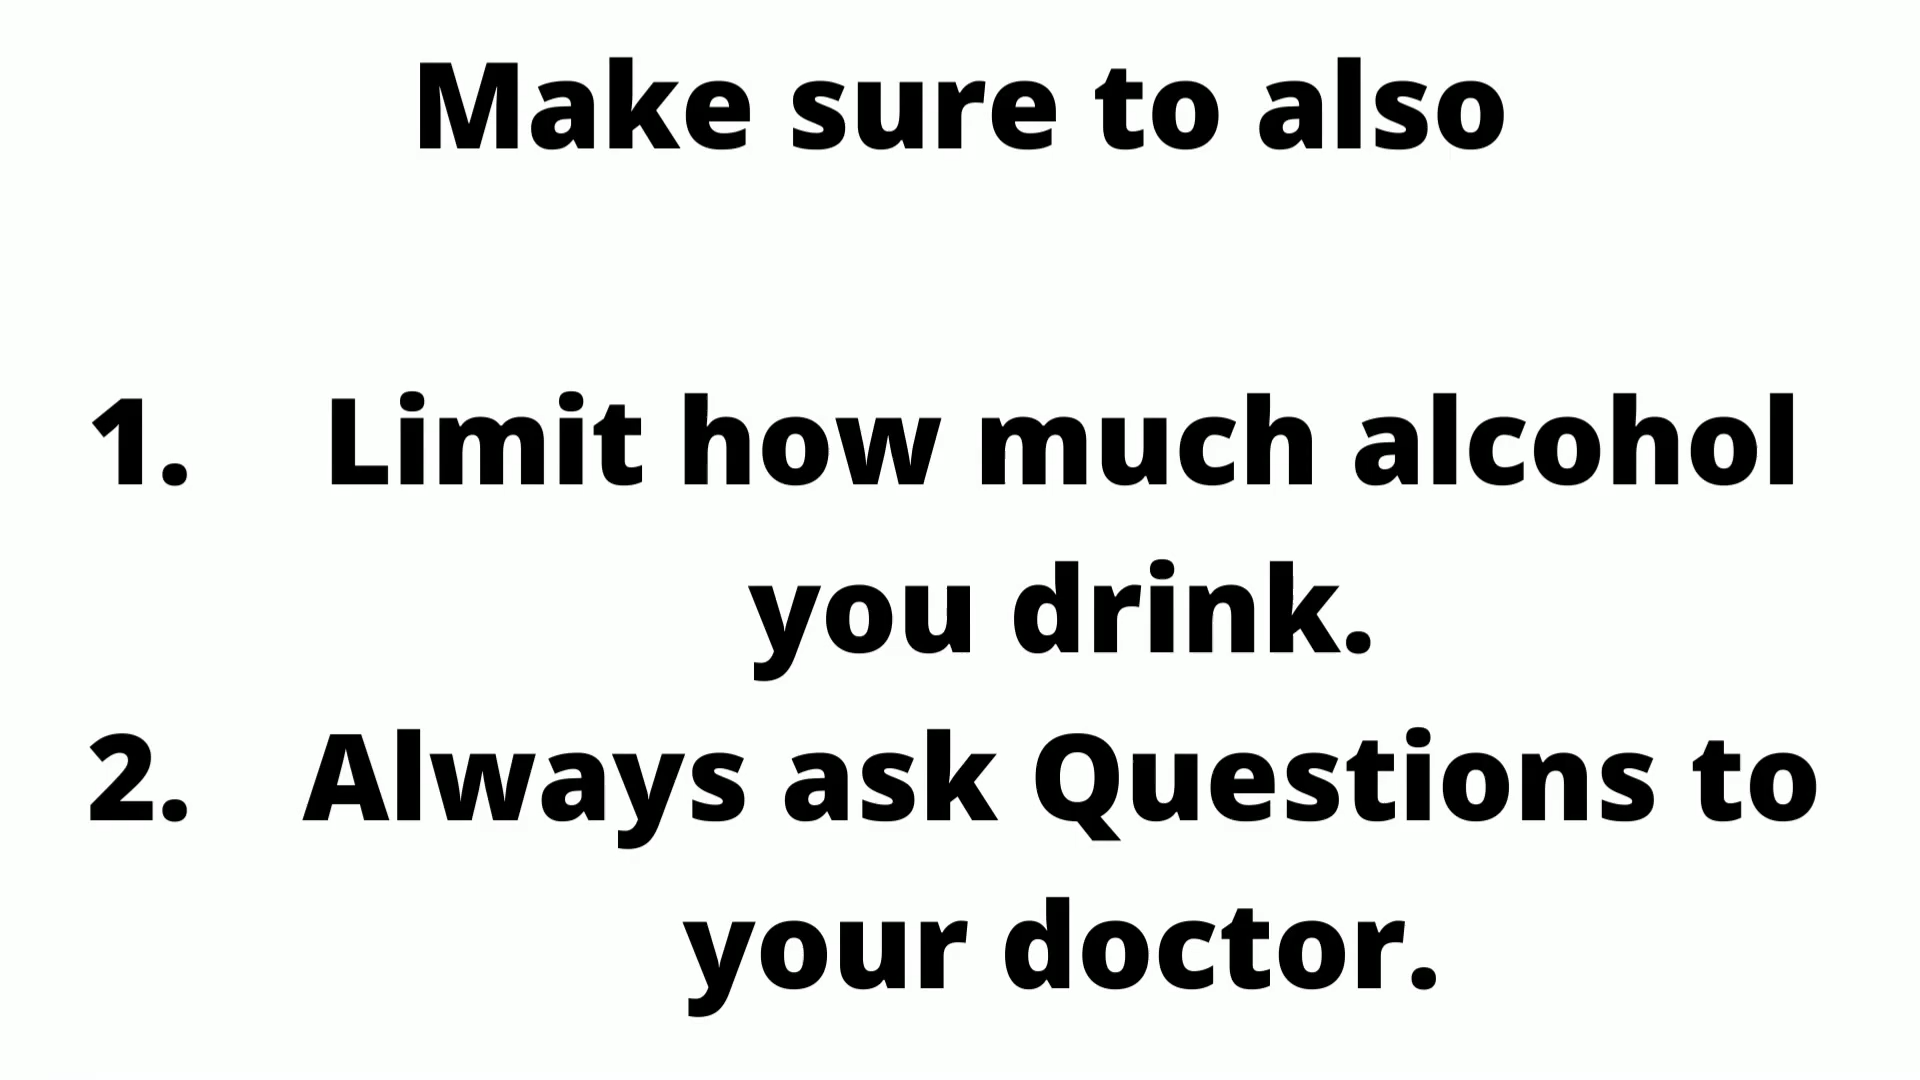 Make sure to also
1. Limit how much alcohol
you drink.
2. Always ask Questions to
your doctor.